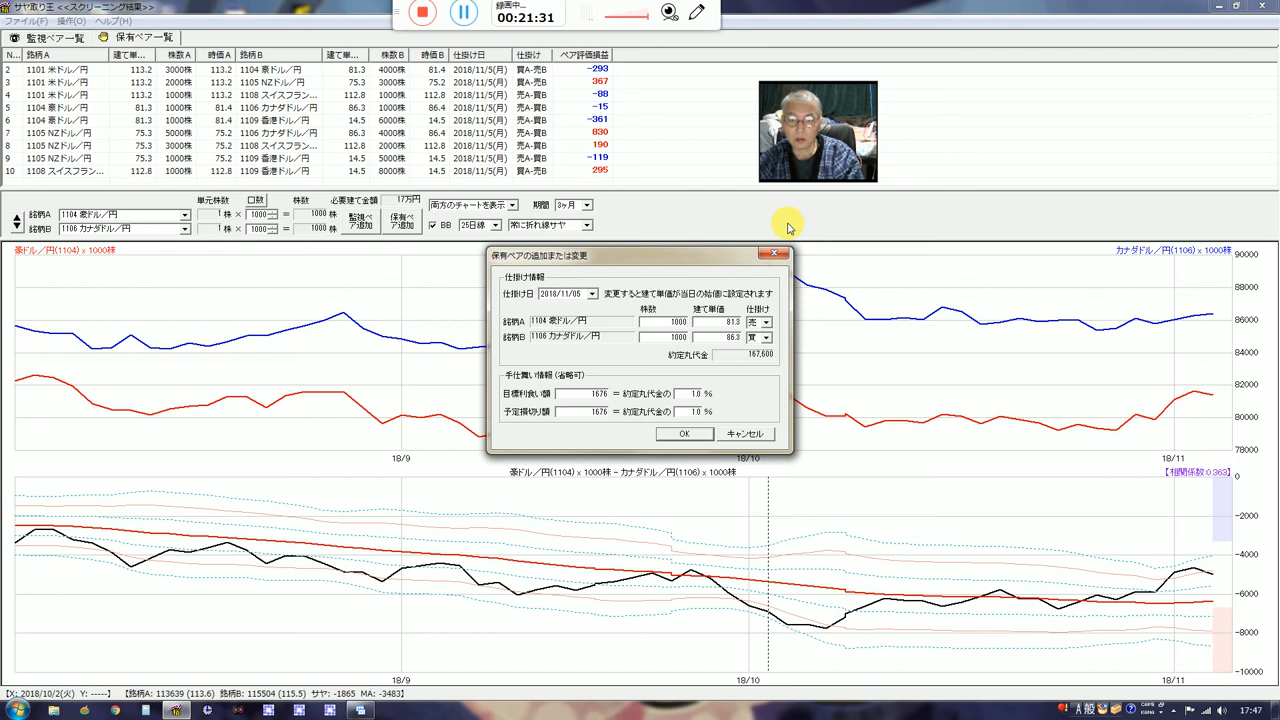 サヤ取り王 <<スクリーニング結果>>
ファイル(F) 操作(O) ヘルプ(H)
録画中...
00:21:31
監視ペア一覧 保有ペア一覧
N... 銘柄A 建て単... 株数A 時価A 銘柄B 建て単... 株数B 時価B 仕掛け日 仕掛け ペア評価損益
2 1101 米ドル／円 113.2 3000株 113.2 1104 豪ドル／円 81.3 4000株 81.4 2018/11/5(月) 買A-売B -293
3 1101 米ドル／円 113.2 2000株 113.2 1105 NZドル／円 75.3 3000株 75.2 2018/11/5(月) 買A-売B 367
4 1101 米ドル／円 113.2 1000株 113.2 1108 スイスフラン... 112.8 1000株 112.8 2018/11/5(月) 売A-買B -88
5 1104 豪ドル／円 81.3 1000株 81.4 1106 カナダドル／円 86.3 1000株 86.4 2018/11/5(月) 売A-買B -15
6 1104 豪ドル／円 81.3 1000株 81.4 1109 香港ドル／円 14.5 6000株 14.5 2018/11/5(月) 売A-買B -361
7 1105 NZドル／円 75.3 5000株 75.2 1106 カナダドル／円 86.3 4000株 86.4 2018/11/5(月) 売A-買B 830
8 1105 NZドル／円 75.3 3000株 75.2 1108 スイスフラン... 112.8 2000株 112.8 2018/11/5(月) 売A-買B 190
9 1105 NZドル／円 75.3 1000株 75.2 1109 香港ドル／円 14.5 5000株 14.5 2018/11/5(月) 売A-買B -119
10 1108 スイスフラン... 112.8 1000株 112.8 1109 香港ドル／円 14.5 8000株 14.5 2018/11/5(月) 売A-買B 295
単元株数 口数 株数 必要建て金額 17万円 両方のチャートを表示 期間 3ヶ月
銘柄A 1104 豪ドル／円 1 株 × 1000 = 1000 株 監視ペア追加 保有ペア追加
銘柄B 1106 カナダドル／円 1 株 × 1000 = 1000 株 BB 25日線 常に折れ線サヤ
豪ドル／円(1104) x 1000株 カナダドル／円(1106) x 1000株
90000
88000
86000
84000
82000
80000
78000
18/9 18/10 18/11
保有ペアの追加または変更
仕掛け情報
仕掛け日 2018/11/05 変更すると建て単価が当日の始値に設定されます
株数 建て単価 仕掛け
銘柄A 1104 豪ドル／円 1000 81.3 売
銘柄B 1106 カナダドル／円 1000 86.3 買
約定丸代金 167,600
手仕舞い情報 (省略可)
目標利食い額 1676 = 約定丸代金の 1.0 %
予定損切り額 1676 = 約定丸代金の 1.0 %
OK キャンセル
豪ドル／円(1104) x 1000株 - カナダドル／円(1106) x 1000株 【相関係数:0.363】
0
-2000
-4000
-6000
-8000
-10000
18/9 18/10 18/11
【X: 2018/10/2(火) Y: -----】 【銘柄A: 113639 (113.6) 銘柄B: 115504 (115.5) サヤ: -1865 MA: -3483】
A 般 CAPS KANA 17:47